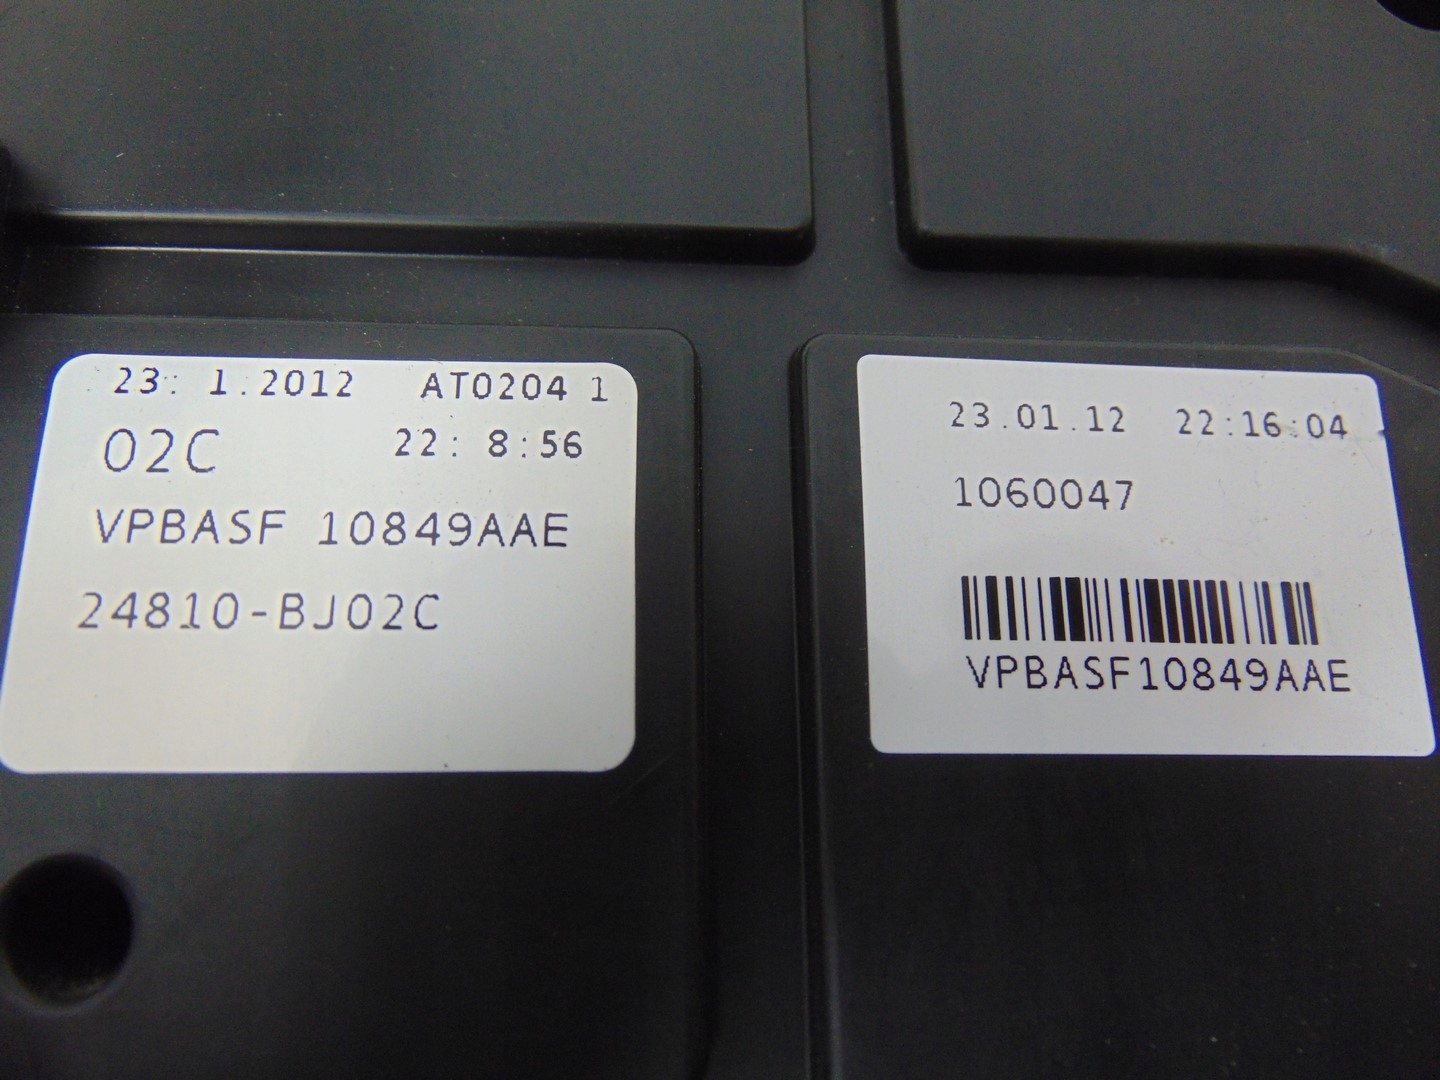 23. 1.2012 AT0204 1
02C 22: 8:56
VPBASF 10849AAE
24810-BJ02C
23.01.12 22:16:04
1060047
VPBASF10849AAE